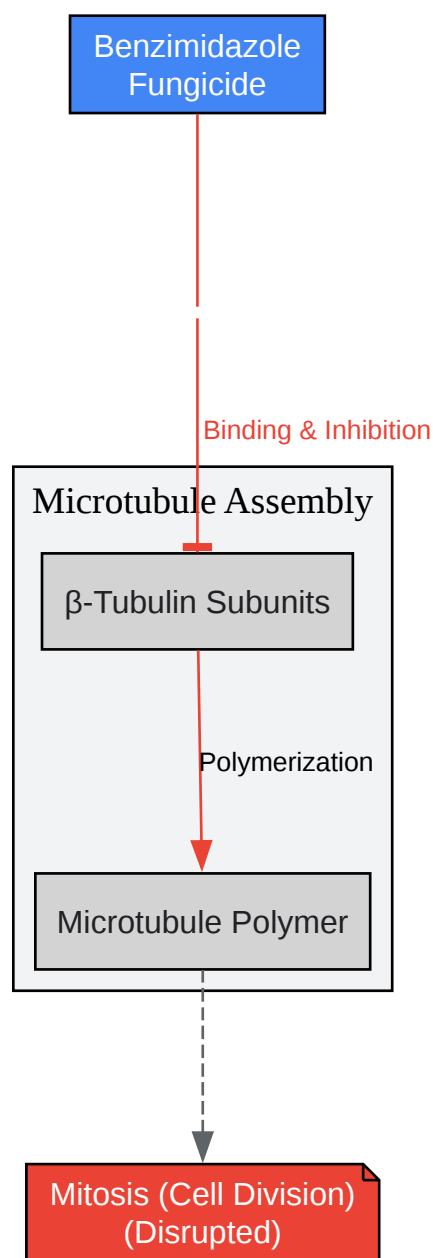 Benzimidazole
Fungicide
Binding & Inhibition
Microtubule Assembly
β-Tubulin Subunits
Polymerization
Microtubule Polymer
Mitosis (Cell Division)
(Disrupted)